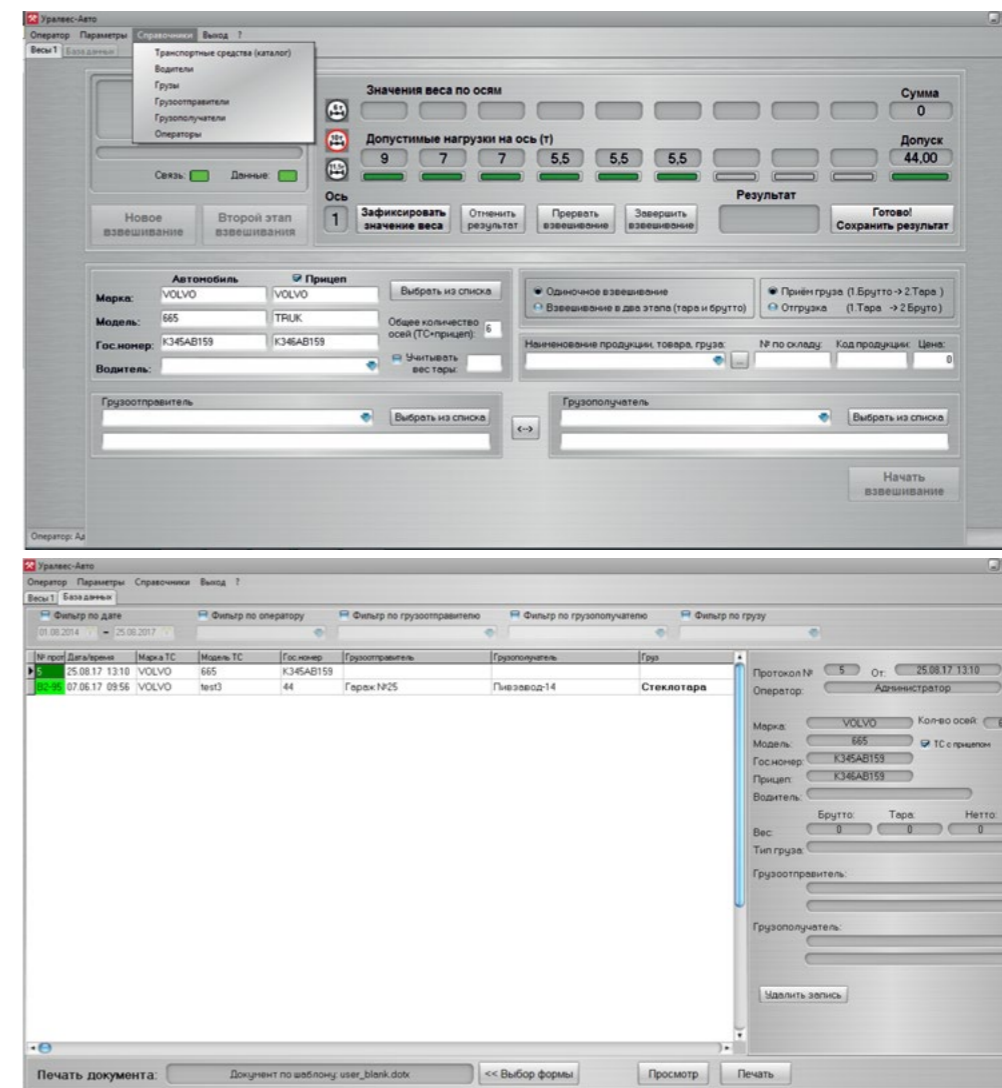 Уралвес-Авто
Оператор Параметры Справочники Выход ?
Весы 1 База данных
Транспортные средства (каталог)
Водители
Грузы
Грузоотправители
Грузополучатели
Операторы
Значения веса по осям
Сумма
0
Допустимые нагрузки на ось (т)
Допуск
9 7 7 5,5 5,5 5,5 44,00
Связь: Данные:
Ось
Результат
Новое взвешивание
Второй этап взвешивания
1
Зафиксировать значение веса
Отменить результат
Прервать взвешивание
Завершить взвешивание
Готово! Сохранить результат
Автомобиль Прицеп
Марка: VOLVO VOLVO
Выбрать из списка
Модель: 665 TRUK
Общее количество осей (ТС+прицеп): 6
Гос.номер: К345АВ159 К346АВ159
Учитывать вес тары:
Водитель:
Одиночное взвешивание
Взвешивание в два этапа (тара и брутто)
Приём груза (1.Брутто -> 2.Тара )
Отгрузка (1.Тара -> 2.Бруто )
Наименование продукции, товара, груза: № по складу: Код продукции: Цена:
... 0
Грузоотправитель
Выбрать из списка
<-->
Грузополучатель
Выбрать из списка
Начать взвешивание
Оператор: Ад
Уралвес-Авто
Оператор Параметры Справочники Выход ?
Весы 1 База данных
Фильтр по дате Фильтр по оператору Фильтр по грузоотправителю Фильтр по грузополучателю Фильтр по грузу
01.08.2014 - 25.08.2017
№ прот Дата/время Марка ТС Модель ТС Гос.номер Грузоотправитель Грузополучатель Груз
5 25.08.17 13:10 VOLVO 665 К345АВ159
B2-95 07.06.17 09:56 VOLVO test3 44 Гараж №25 Пивзавод-14 Стеклотара
Протокол № 5 От: 25.08.17 13:10
Оператор: Администратор
Марка: VOLVO Кол-во осей: 6
Модель: 665 ТС с прицепом
Гос.номер: К345АВ159
Прицеп: К346АВ159
Водитель:
Брутто: Тара: Нетто:
Вес: 0 0 0
Тип груза:
Грузоотправитель:
Грузополучатель:
Удалить запись
Печать документа: Документ по шаблону: user_blank.dotx << Выбор формы Просмотр Печать